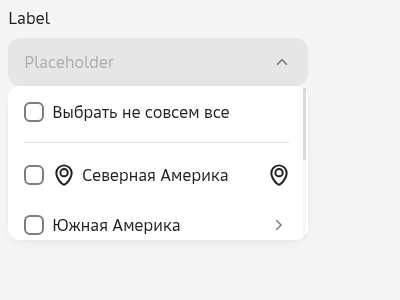 Label
Placeholder
Выбрать не совсем все
Северная Америка
Южная Америка